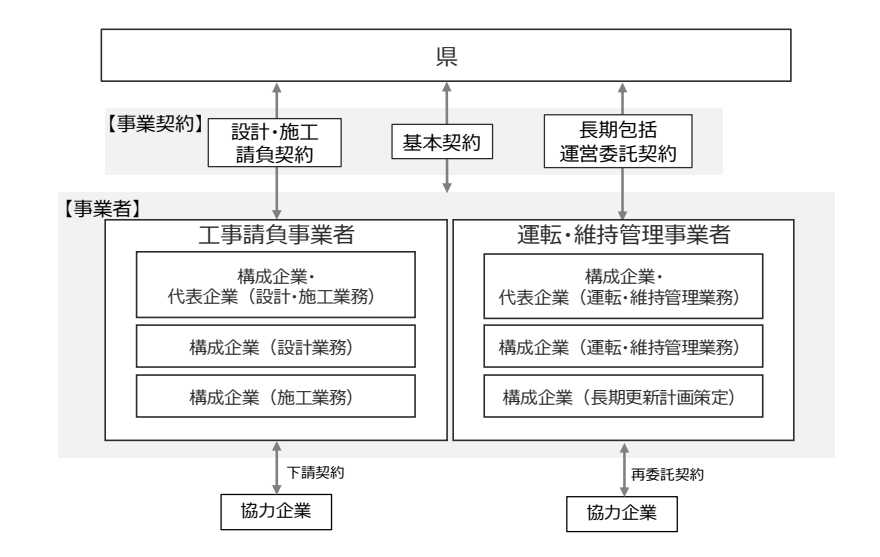 県
【事業契約】
設計・施工
請負契約
基本契約
長期包括
運営委託契約
【事業者】
工事請負事業者
構成企業・
代表企業（設計・施工業務）
構成企業（設計業務）
構成企業（施工業務）
運転・維持管理事業者
構成企業・
代表企業（運転・維持管理業務）
構成企業（運転・維持管理業務）
構成企業（長期更新計画策定）
下請契約
協力企業
再委託契約
協力企業